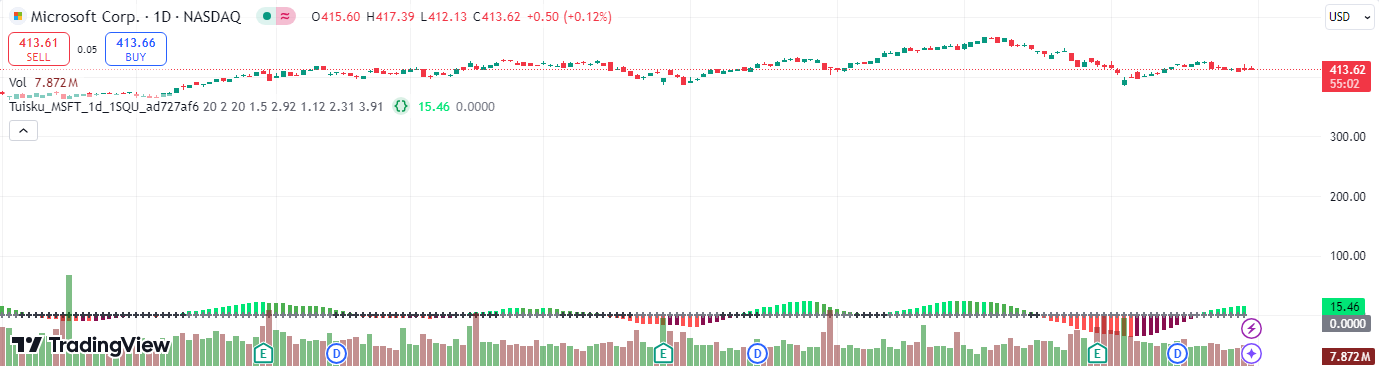 Microsoft Corp. · 1D · NASDAQ ≈ O415.60 H417.39 L412.13 C413.62 +0.50 (+0.12%)
USD
413.61 SELL
0.05
413.66 BUY
413.62
55:02
Vol 7.872M
Tuisku_MSFT_1d_1SQU_ad727af6 20 2 20 1.5 2.92 1.12 2.31 3.91 {} 15.46 0.0000
300.00
200.00
100.00
15.46
0.0000
TradingView
E
D
E
D
E
D
7.872M